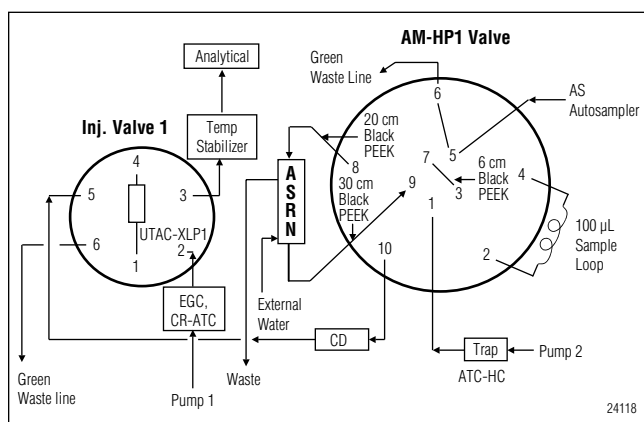 AM-HP1 Valve
Analytical
Green
Waste Line
6
AS
Autosampler
20 cm
Black
PEEK
Inj. Valve 1
Temp
Stabilizer
4
5
3
UTAC-XLP1
6
2
1
ASRN
8
30 cm
Black
PEEK
7
5
9
3
1
6 cm
Black
PEEK
4
2
100 µL
Sample
Loop
10
EGC,
CR-ATC
External
Water
CD
Trap
Pump 2
ATC-HC
Green
Waste line
Pump 1
Waste
24118